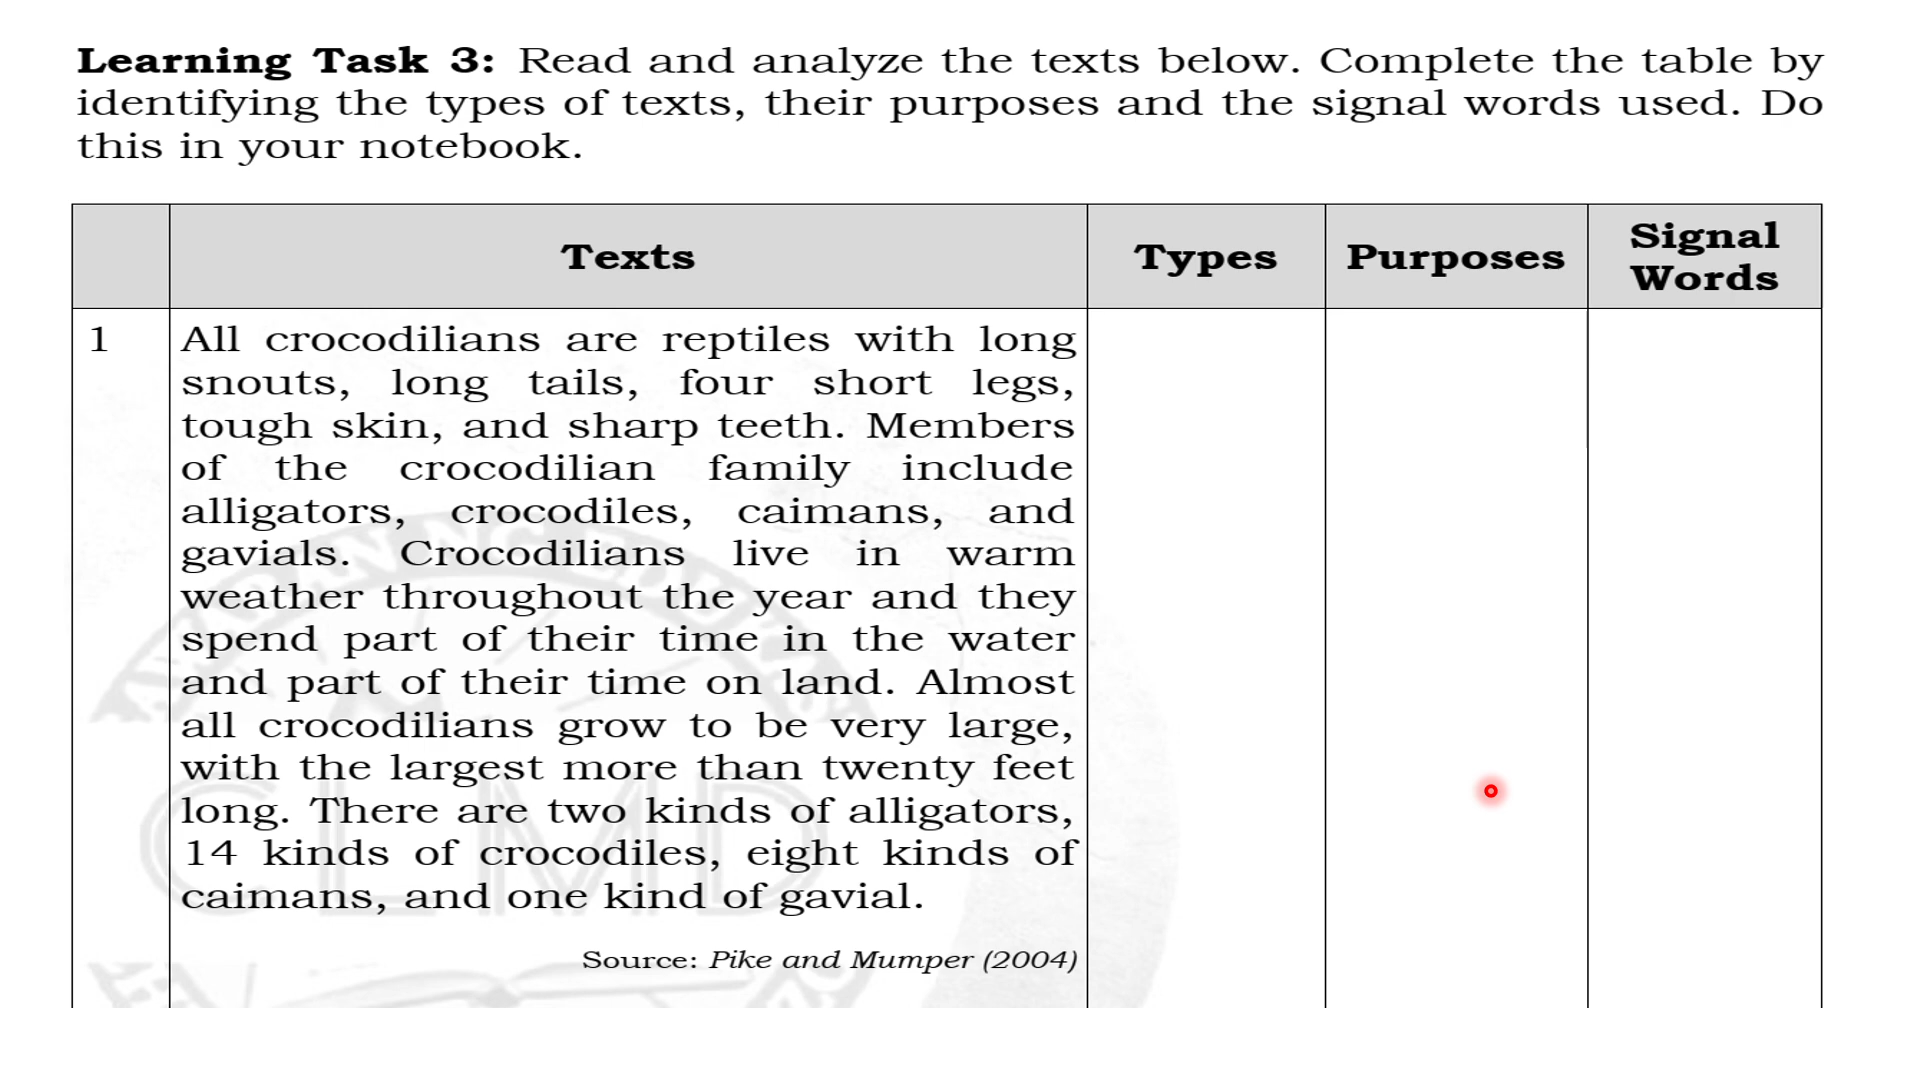 Learning Task 3: Read and analyze the texts below. Complete the table by
identifying the types of texts, their purposes and the signal words used. Do
this in your notebook.
Texts
Types
Purposes
Signal
Words
1
All crocodilians are reptiles with long
snouts, long tails, four short legs,
tough skin, and sharp teeth. Members
of the crocodilian family include
alligators, crocodiles, caimans, and
gavials. Crocodilians live in warm
weather throughout the year and they
spend part of their time in the water
and part of their time on land. Almost
all crocodilians grow to be very large,
with the largest more than twenty feet
long. There are two kinds of alligators,
14 kinds of crocodiles, eight kinds of
caimans, and one kind of gavial.
Source: Pike and Mumper (2004)
CLMD